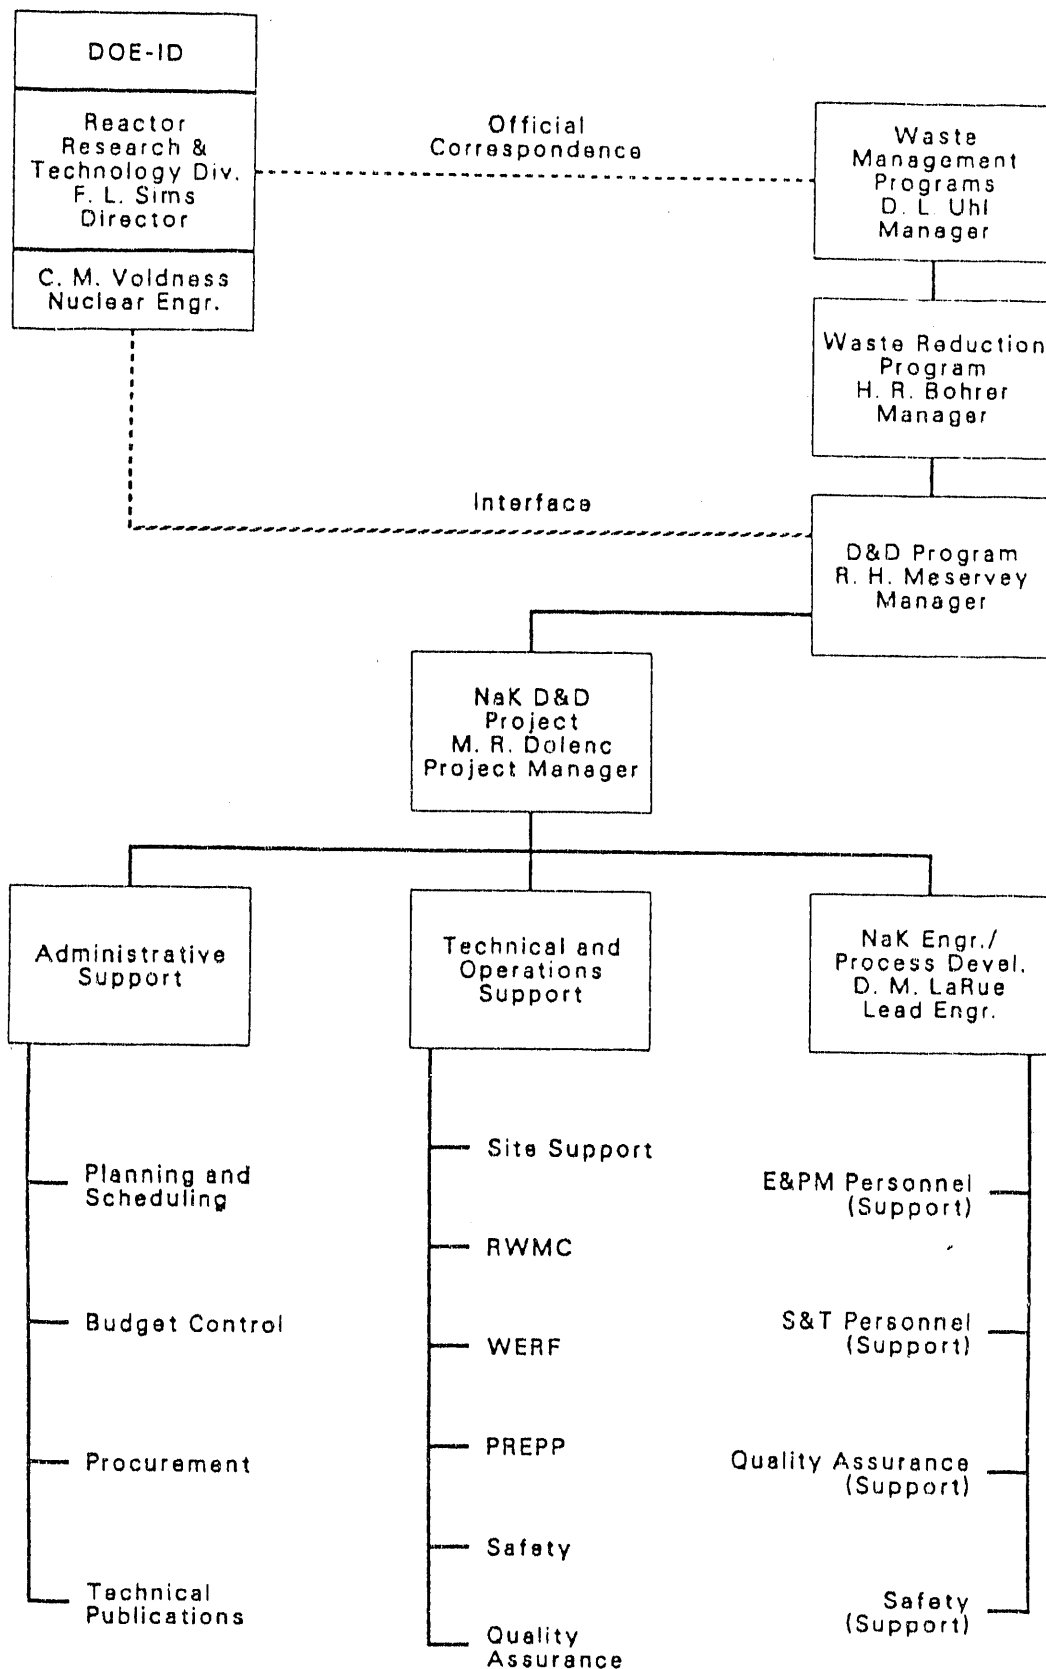 DOE-ID
Reactor
Research &
Technology Div.
F. L. Sims
Director
C. M. Voldness
Nuclear Engr.
Official
Correspondence
Waste
Management
Programs
D. L. Uhl
Manager
Waste Reduction
Program
H. R. Bohrer
Manager
Interface
D&D Program
R. H. Meservey
Manager
NaK D&D
Project
M. R. Dolenc
Project Manager
Administrative
Support
Technical and
Operations
Support
NaK Engr./
Process Devel.
D. M. LaRue
Lead Engr.
Planning and
Scheduling
Budget Control
Procurement
Technical
Publications
Site Support
RWMC
WERF
PREPP
Safety
Quality
Assurance
E&PM Personnel
(Support)
S&T Personnel
(Support)
Quality Assurance
(Support)
Safety
(Support)